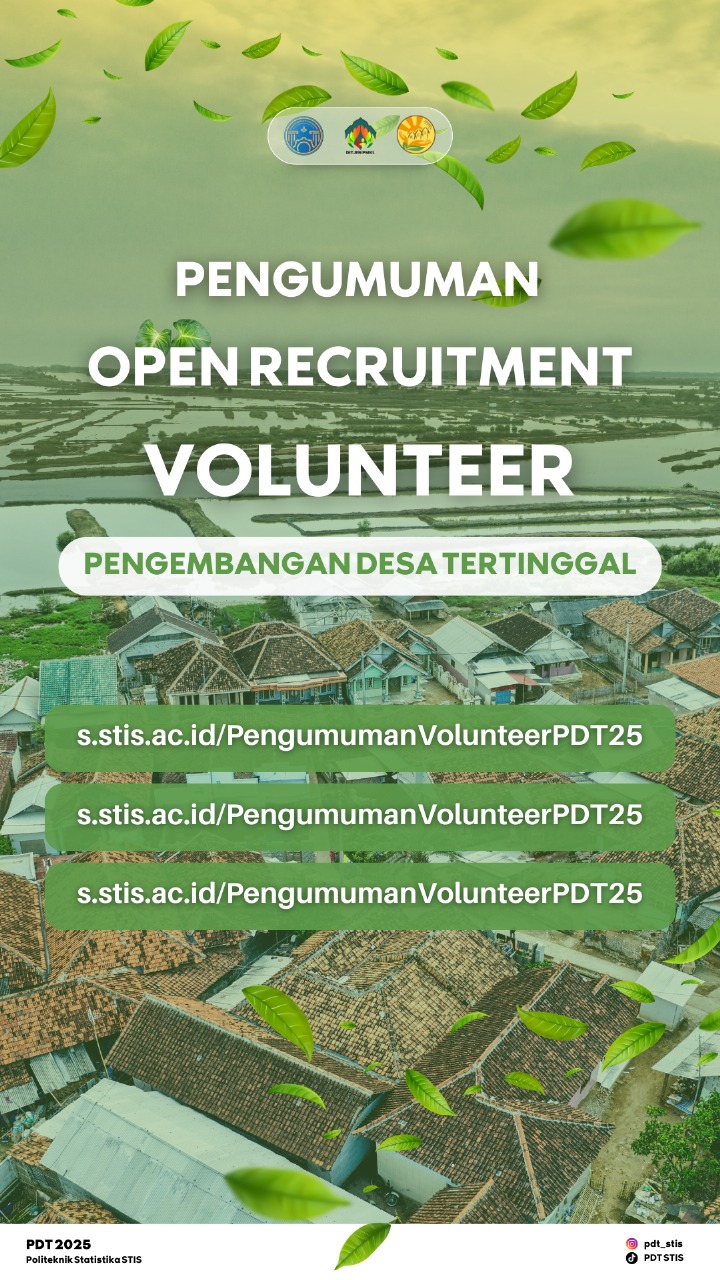 PENGUMUMAN
OPEN RECRUITMENT
VOLUNTEER
PENGEMBANGAN DESA TERTINGGAL
s.stis.ac.id/PengumumanVolunteerPDT25
s.stis.ac.id/PengumumanVolunteerPDT25
s.stis.ac.id/PengumumanVolunteerPDT25
PDT 2025
Politeknik Statistika STIS
pdt_stis
PDT STIS